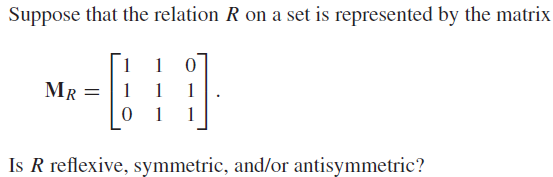 Suppose that the relation R on a set is represented by the matrix
1 1 0
M_R = 1 1 1 .
0 1 1
Is R reflexive, symmetric, and/or antisymmetric?